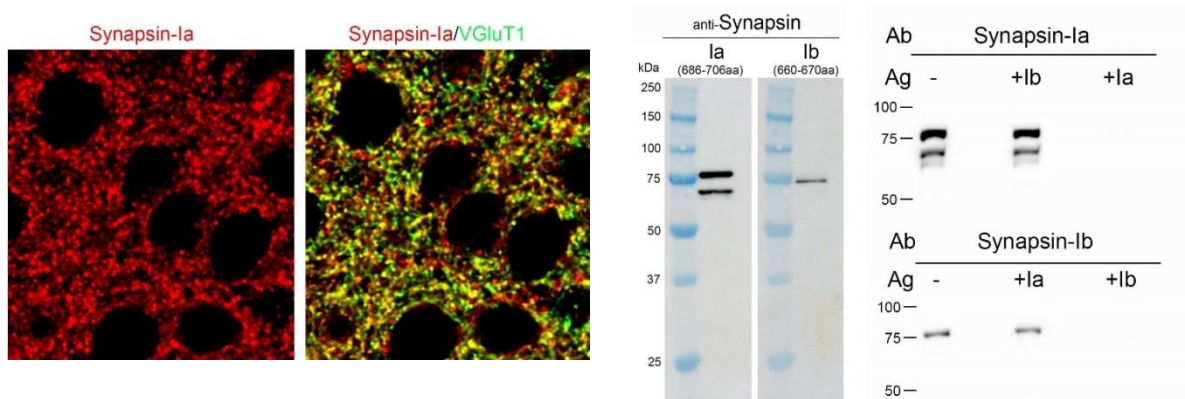 Synapsin-Ia
Synapsin-Ia/VGluT1
anti-Synapsin
Ia
(686-706aa)
Ib
(660-670aa)
kDa
250
150
100
75
50
37
25
Ab Synapsin-Ia
Ag - +Ib +Ia
100
75
50
Ab Synapsin-Ib
Ag - +Ia +Ib
100
75
50